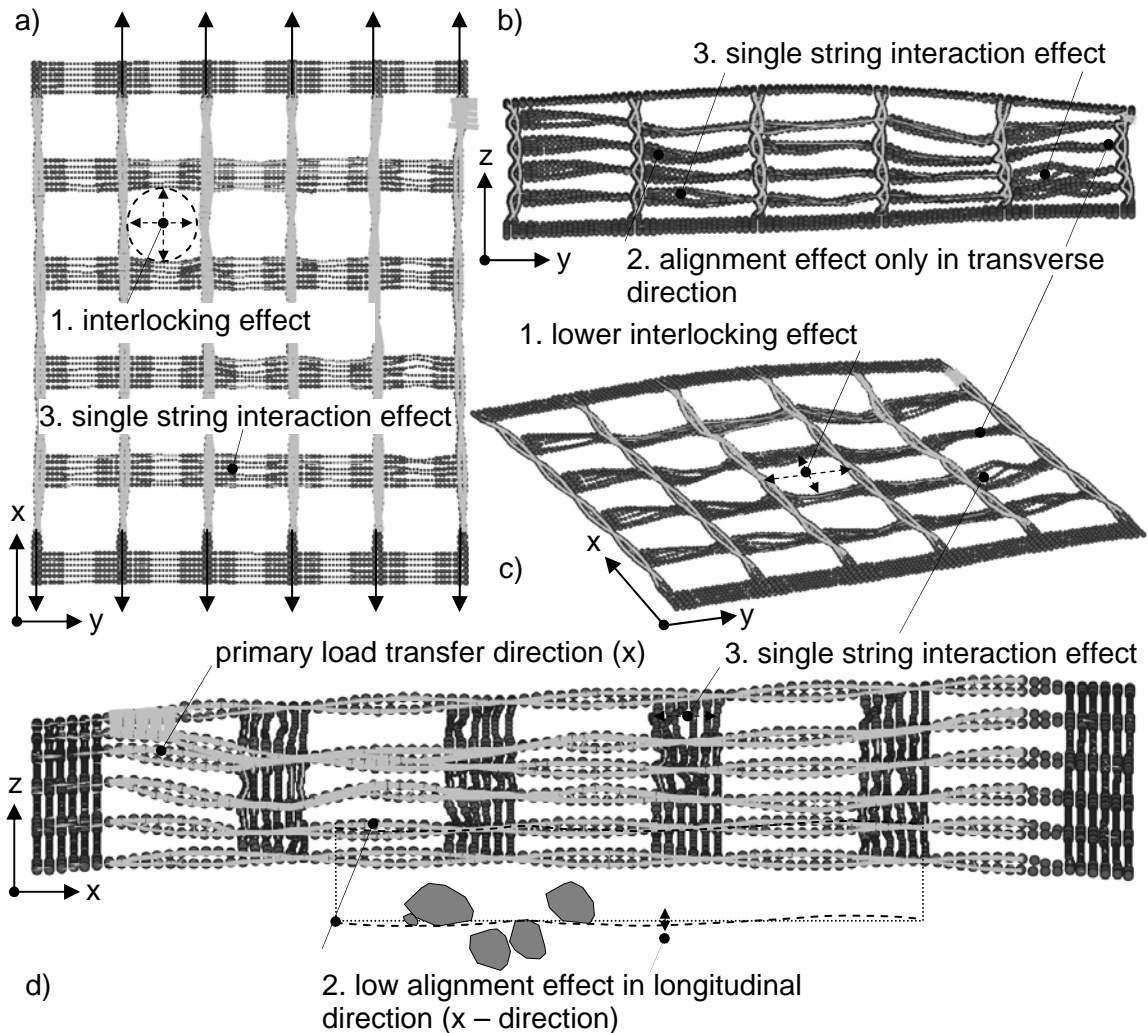 a)
1. interlocking effect
3. single string interaction effect
x
y
b)
3. single string interaction effect
z
y
2. alignment effect only in transverse
direction
1. lower interlocking effect
c)
x
y
3. single string interaction effect
primary load transfer direction (x)
z
x
d)
2. low alignment effect in longitudinal
direction (x – direction)